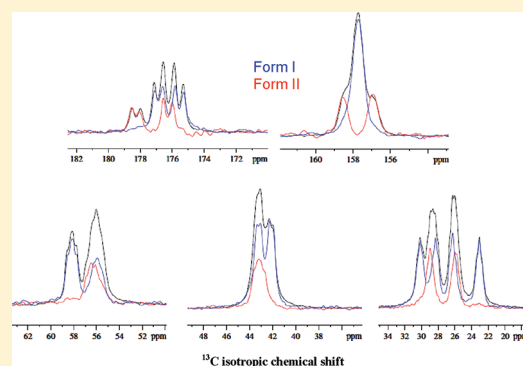 Form I
Form II
182 180 178 176 174 172 ppm
160 158 156 ppm
62 60 58 56 54 52 ppm
48 46 44 42 40 38 ppm
34 32 30 28 26 24 22 20 ppm
¹³C isotropic chemical shift